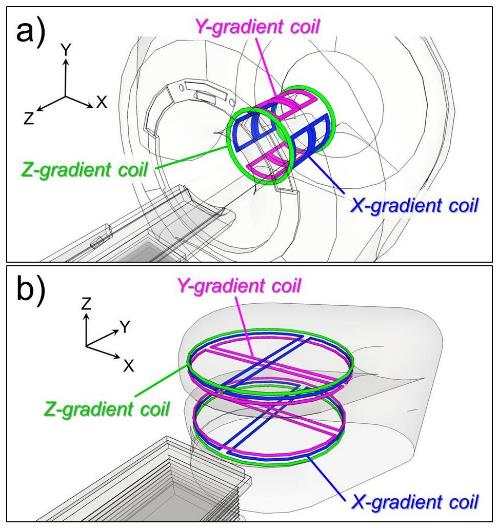 a)
Y-gradient coil
Y
X
Z
Z-gradient coil
X-gradient coil
b)
Y-gradient coil
Z
Y
X
Z-gradient coil
X-gradient coil